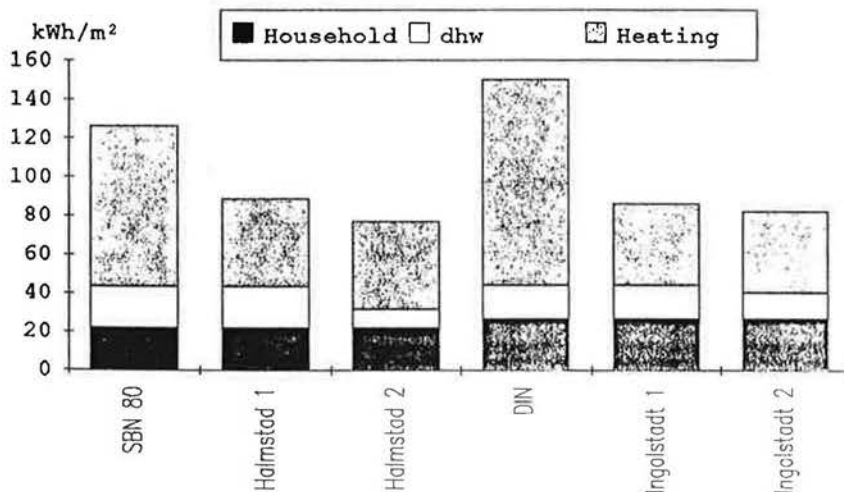 kWh/m²
Household dhw Heating
160
140
120
100
80
60
40
20
0
SBN 80
Halmstad 1
Halmstad 2
DIN
Ingolstadt 1
Ingolstadt 2